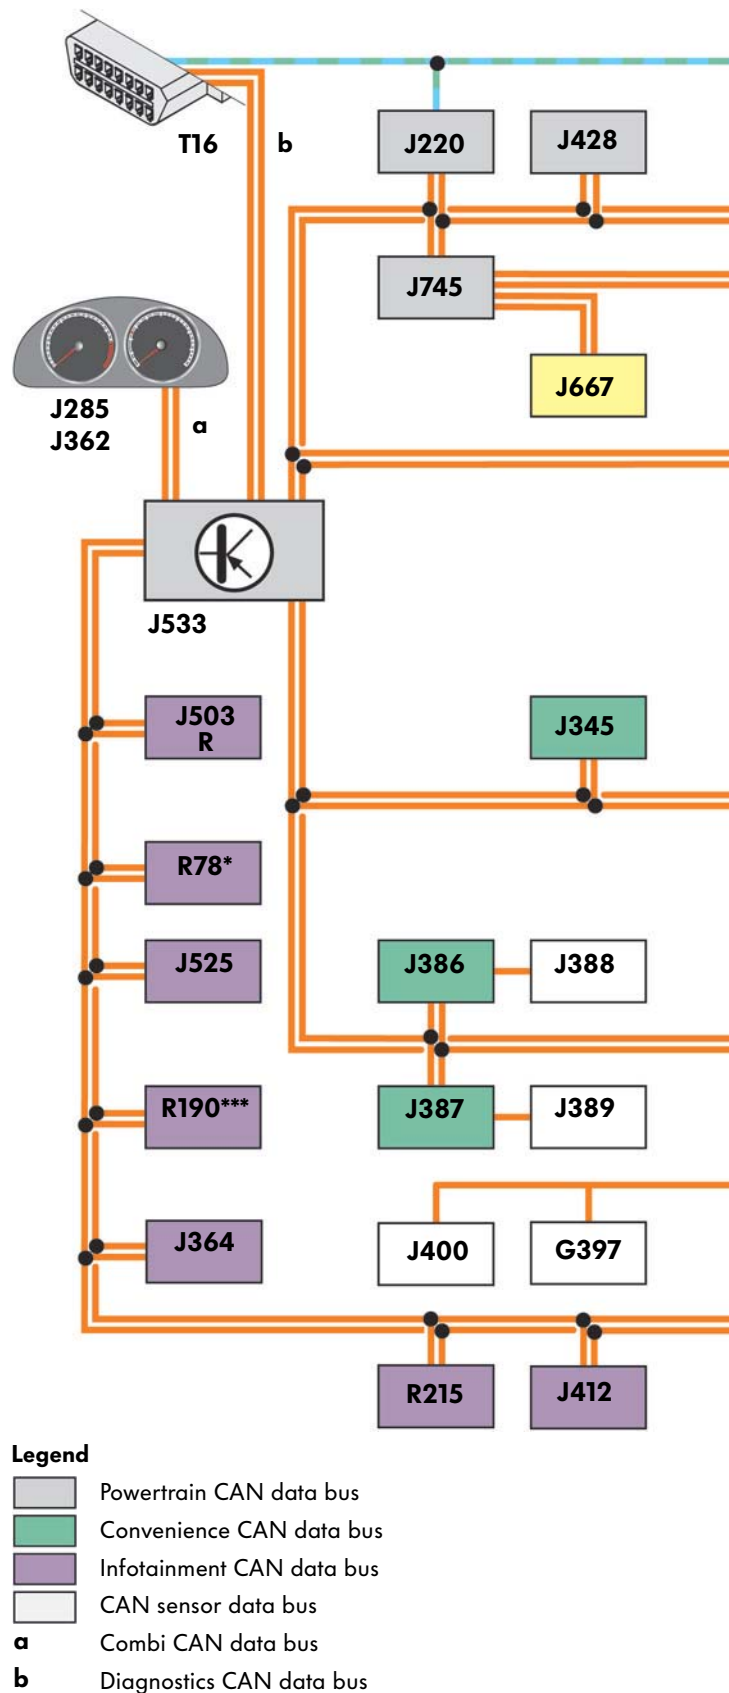 T16
b
J220
J428
J745
J667
J285
J362
a
J533
J503
R
J345
R78*
J525
J386
J388
R190***
J387
J389
J364
J400
G397
R215
J412
Legend
Powertrain CAN data bus
Convenience CAN data bus
Infotainment CAN data bus
CAN sensor data bus
a Combi CAN data bus
b Diagnostics CAN data bus